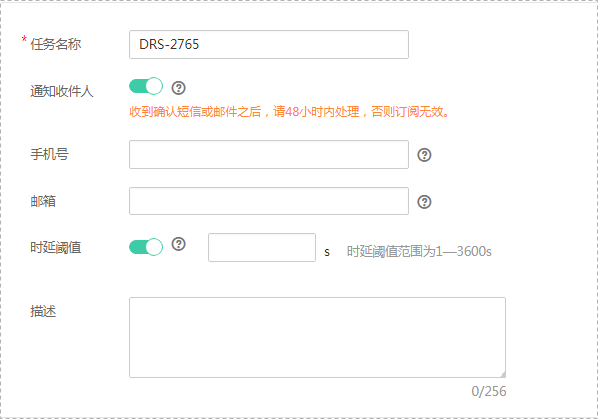 * 任务名称 DRS-2765
通知收件人
收到确认短信或邮件之后，请48小时内处理，否则订阅无效。
手机号
邮箱
时延阈值 s 时延阈值范围为1—3600s
描述
0/256